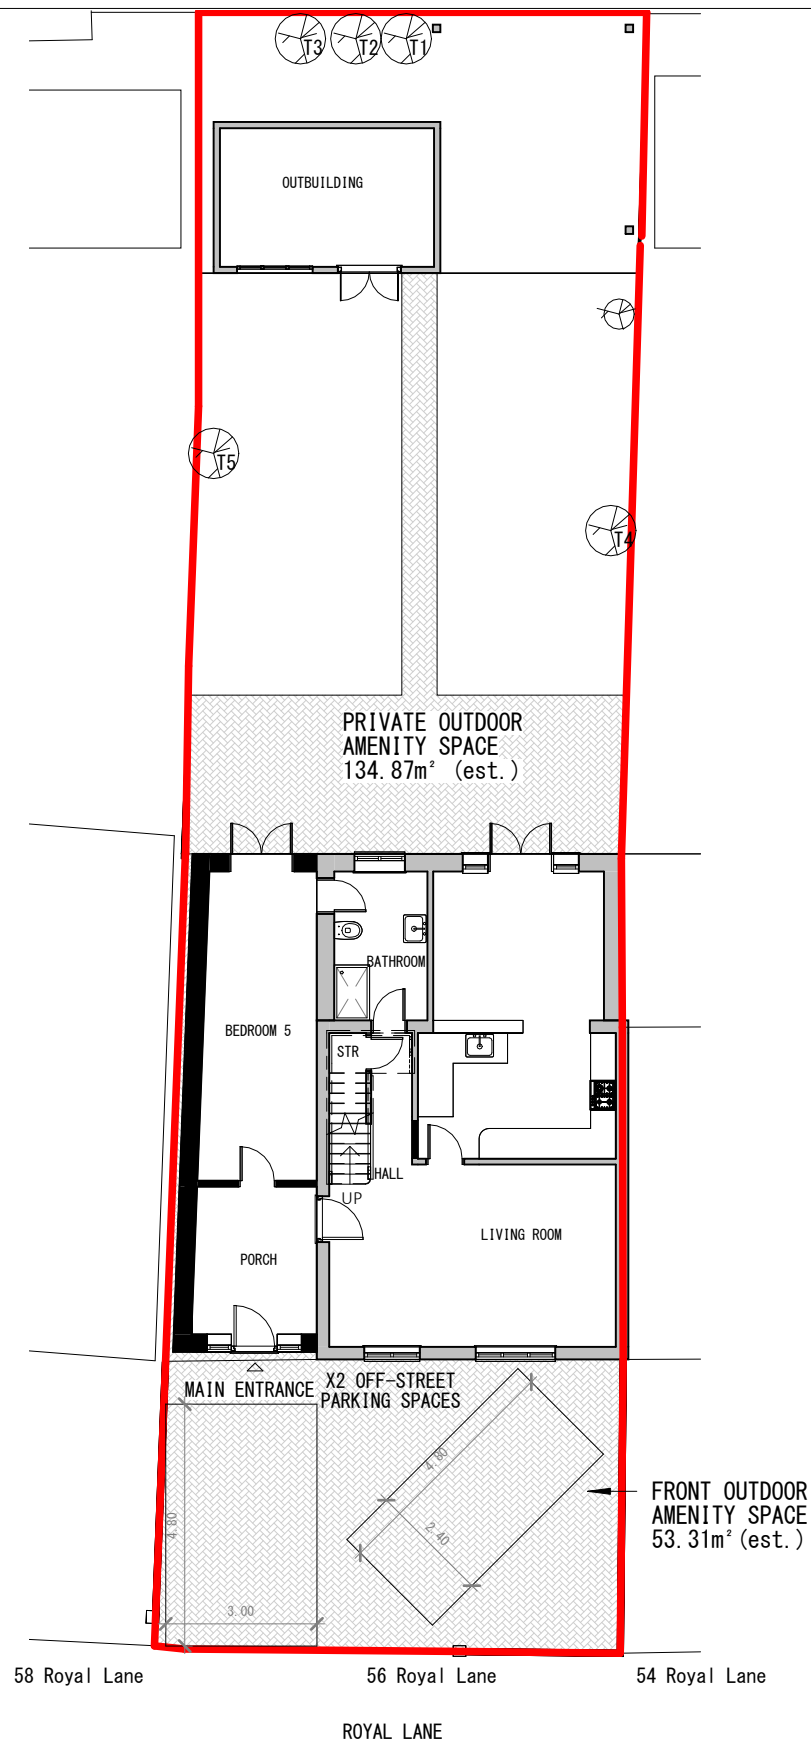 T3
T2
T1
OUTBUILDING
T5
T4
PRIVATE OUTDOOR
AMENITY SPACE
134.87m² (est.)
BATHROOM
BEDROOM 5
STR
HALL
UP
LIVING ROOM
PORCH
MAIN ENTRANCE
X2 OFF-STREET
PARKING SPACES
4.80
2.40
4.80
3.00
FRONT OUTDOOR
AMENITY SPACE
53.31m² (est.)
58 Royal Lane
56 Royal Lane
54 Royal Lane
ROYAL LANE